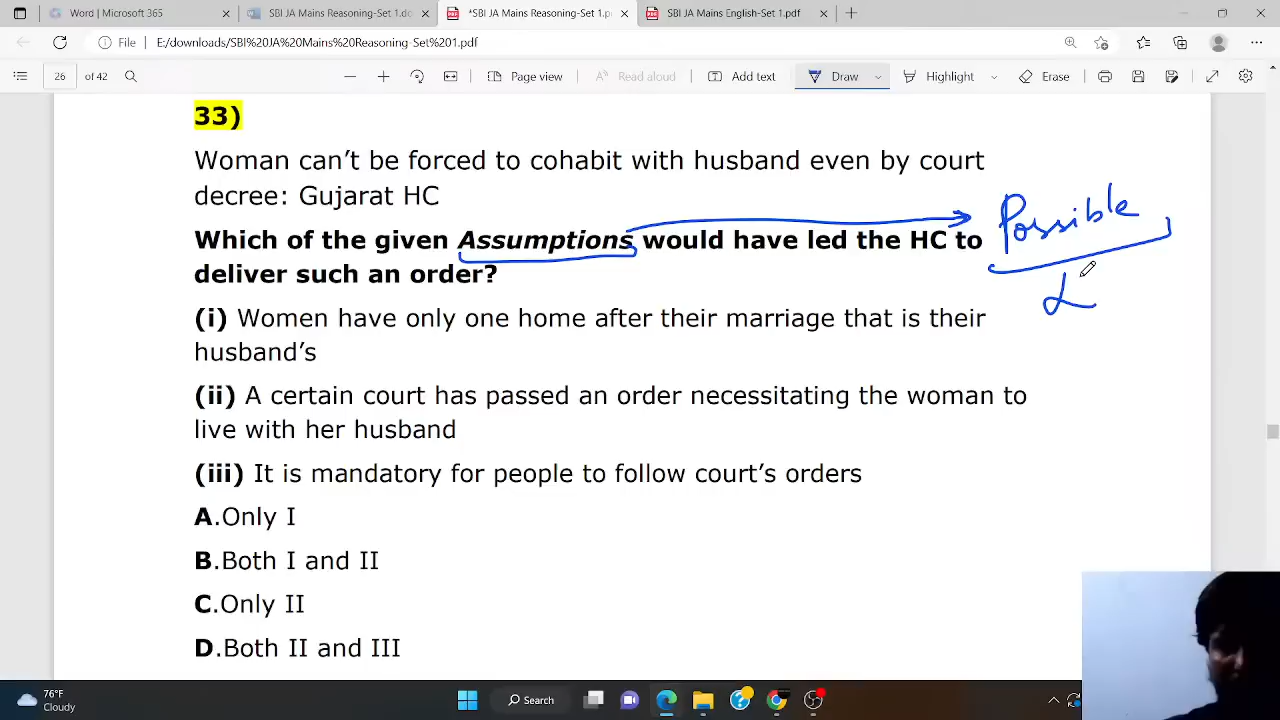 Word | Microsoft 365
SBI JA Mains Reasoning-Set 1.do
*SBI JA Mains Reasoning-Set 1.p
SBI JA Mains English-Set 1.pdf
File
E:/downloads/SBI%20JA%20Mains%20Reasoning-Set%201.pdf
26 of 42
Page view
Read aloud
Add text
Draw
Highlight
Erase
33)
Woman can't be forced to cohabit with husband even by court
decree: Gujarat HC
Possible
Which of the given Assumptions would have led the HC to
deliver such an order?
(i) Women have only one home after their marriage that is their
husband's
(ii) A certain court has passed an order necessitating the woman to
live with her husband
(iii) It is mandatory for people to follow court's orders
A.Only I
B.Both I and II
C.Only II
D.Both II and III
76°F
Cloudy
Search